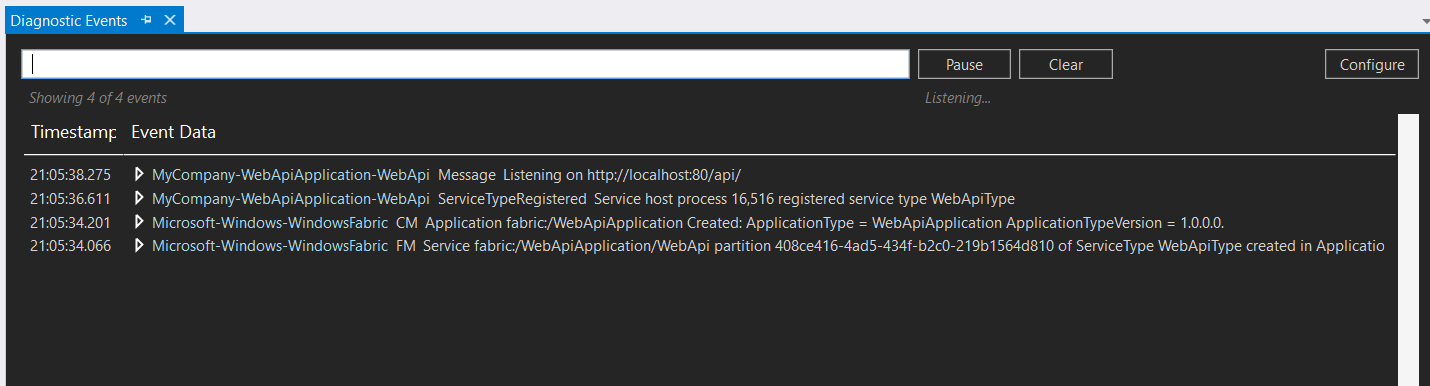 Diagnostic Events
Pause Clear Configure
Showing 4 of 4 events Listening...
Timestamp Event Data
21:05:38.275 MyCompany-WebApiApplication-WebApi Message Listening on http://localhost:80/api/
21:05:36.611 MyCompany-WebApiApplication-WebApi ServiceTypeRegistered Service host process 16,516 registered service type WebApiType
21:05:34.201 Microsoft-Windows-WindowsFabric CM Application fabric:/WebApiApplication Created: ApplicationType = WebApiApplication ApplicationTypeVersion = 1.0.0.0.
21:05:34.066 Microsoft-Windows-WindowsFabric FM Service fabric:/WebApiApplication/WebApi partition 408ce416-4ad5-434f-b2c0-219b1564d810 of ServiceType WebApiType created in Applicatio